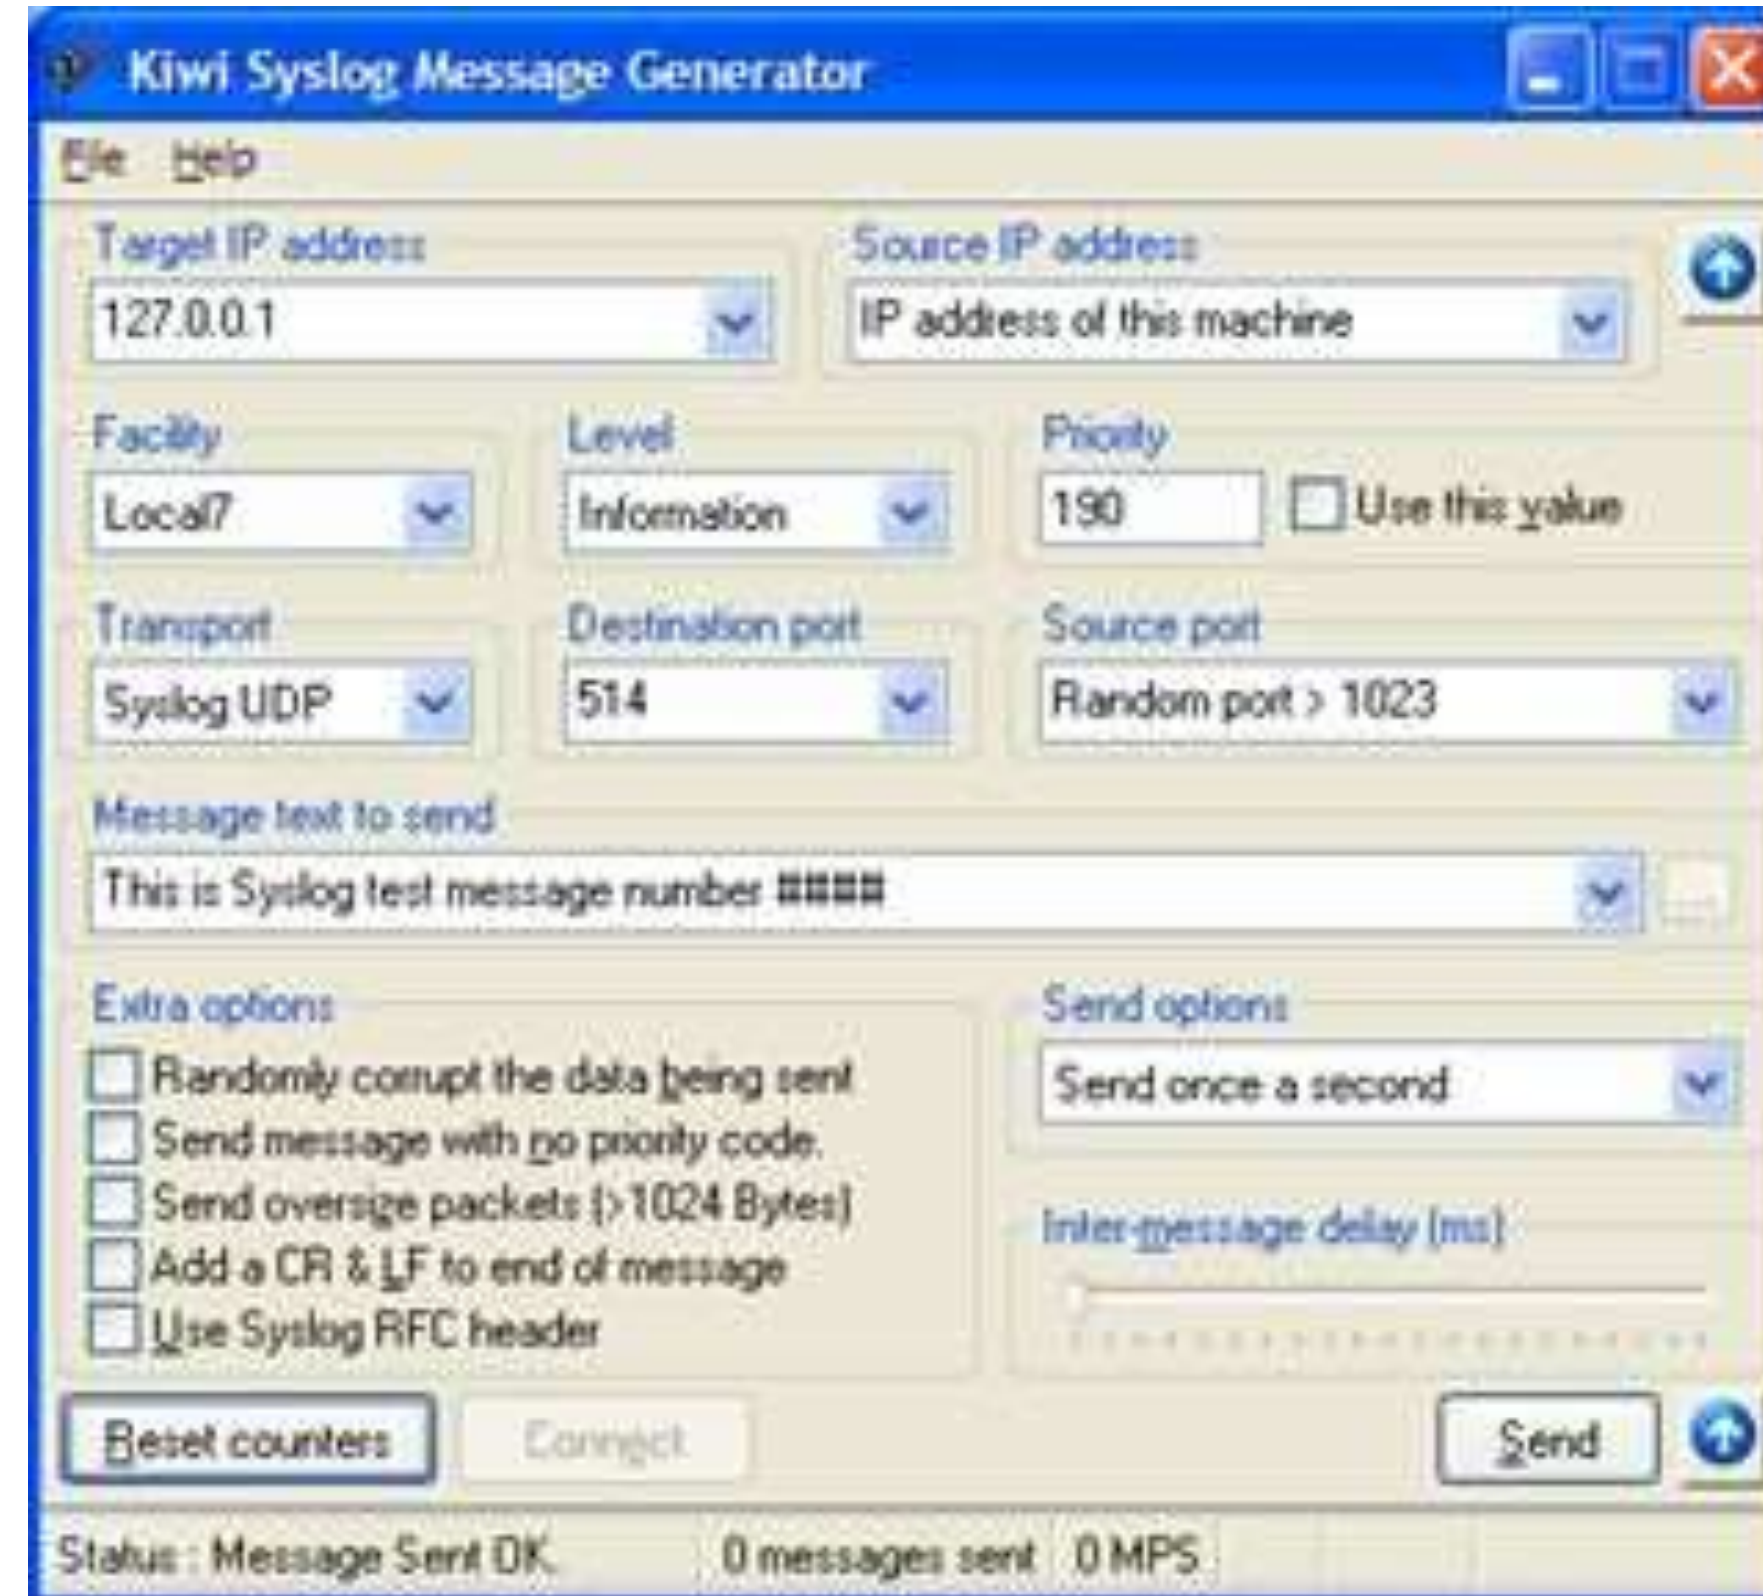 Kiwi Syslog Message Generator
File Help
Target IP address Source IP address
127.0.0.1 IP address of this machine
Facility Level Priority
Local7 Information 190 Use this value
Transport Destination port Source port
Syslog UDP 514 Random port > 1023
Message text to send
This is Syslog test message number ####
...
Extra options Send options
Randomly corrupt the data being sent Send once a second
Send message with no priority code.
Send oversize packets (>1024 Bytes) Inter-message delay (ms)
Add a CR & LF to end of message
Use Syslog RFC header
Reset counters Connect Send
Status : Message Sent OK. 0 messages sent 0 MPS